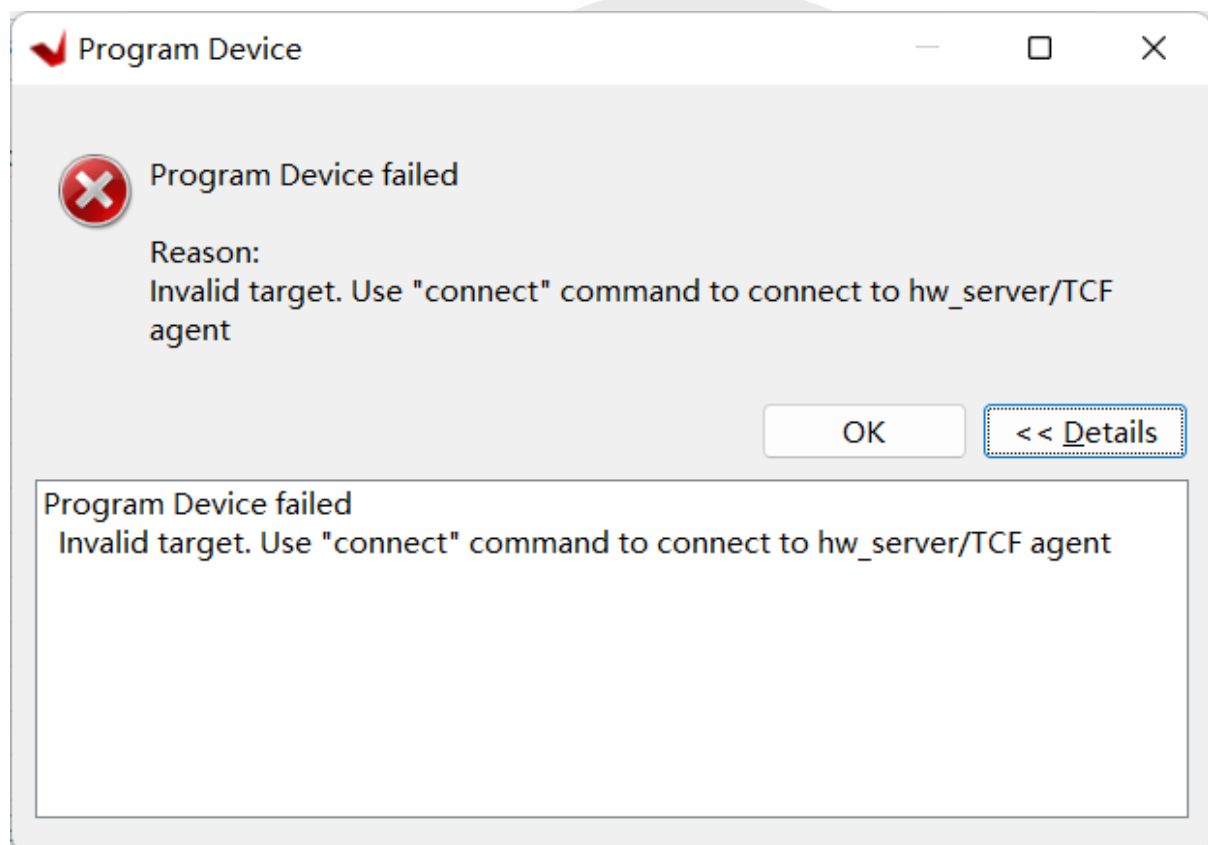 Program Device
Program Device failed
Reason:
Invalid target. Use "connect" command to connect to hw_server/TCF
agent
OK
<< Details
Program Device failed
Invalid target. Use "connect" command to connect to hw_server/TCF agent